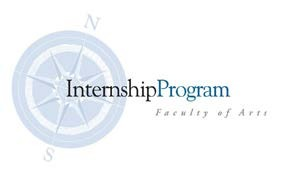 N
InternshipProgram
Faculty of Arts
S